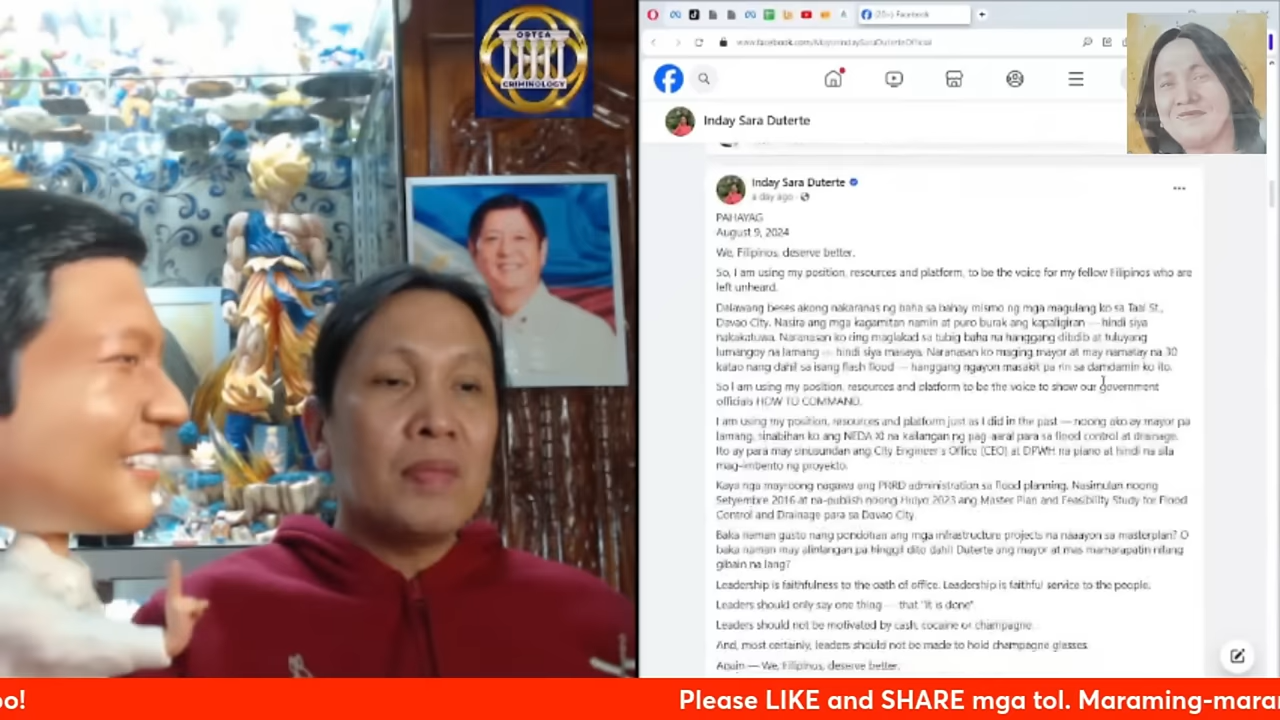 ORTEA
CRIMINOLOGY
(20+) Facebook
Inday Sara Duterte
Inday Sara Duterte
a day ago
PAHAYAG
August 9, 2024
We, Filipinos, deserve better.
So, I am using my position, resources and platform, to be the voice for my fellow Filipinos who are
left unheard.
Dalawang beses akong nakaranas ng baha sa bahay mismo ng mga magulang ko sa Taal St.,
Davao City. Nasira ang mga kagamitan namin at puro burak ang kapaligiran — hindi siya
nakakatuwa. Naranasan ko ring maglakad sa tubig baha na hanggang dibdib at tuluyang
lumangoy na lamang — hindi siya masaya. Naranasan ko maging mayor at may namatay na 30
katao nang dahil sa isang flash flood — hanggang ngayon masakit pa rin sa damdamin ko ito.
So I am using my position, resources and platform to be the voice to show our government
officials HOW TO COMMAND.
I am using my position, resources and platform just as I did in the past — noong ako ay mayor pa
lamang, sinabihan ko ang NEDA XI na kailangan ng pag-aaral para sa flood control at drainage.
Ito ay para may sinusundan ang City Engineer's Office (CEO) at DPWH na plano at hindi na sila
mag-imbento ng proyekto.
Kaya nga mayroong nagawa ang PRRD administration sa flood planning. Nasimulan noong
Setyembre 2016 at na-publish noong Hulyo 2023 ang Master Plan and Feasibility Study for Flood
Control and Drainage para sa Davao City.
Baka naman gusto nang pondohan ang mga infrastructure projects na naaayon sa masterplan? O
baka naman may alinlangan pa hinggil dito dahil Duterte ang mayor at mas mamarapatin nilang
gibain na lang?
Leadership is faithfulness to the oath of office. Leadership is faithful service to the people.
Leaders should only say one thing — that "it is done"
Leaders should not be motivated by cash, cocaine or champagne.
And, most certainly, leaders should not be made to hold champagne glasses.
Again — We, Filipinos, deserve better.
oo!
Please LIKE and SHARE mga tol. Maraming-mara